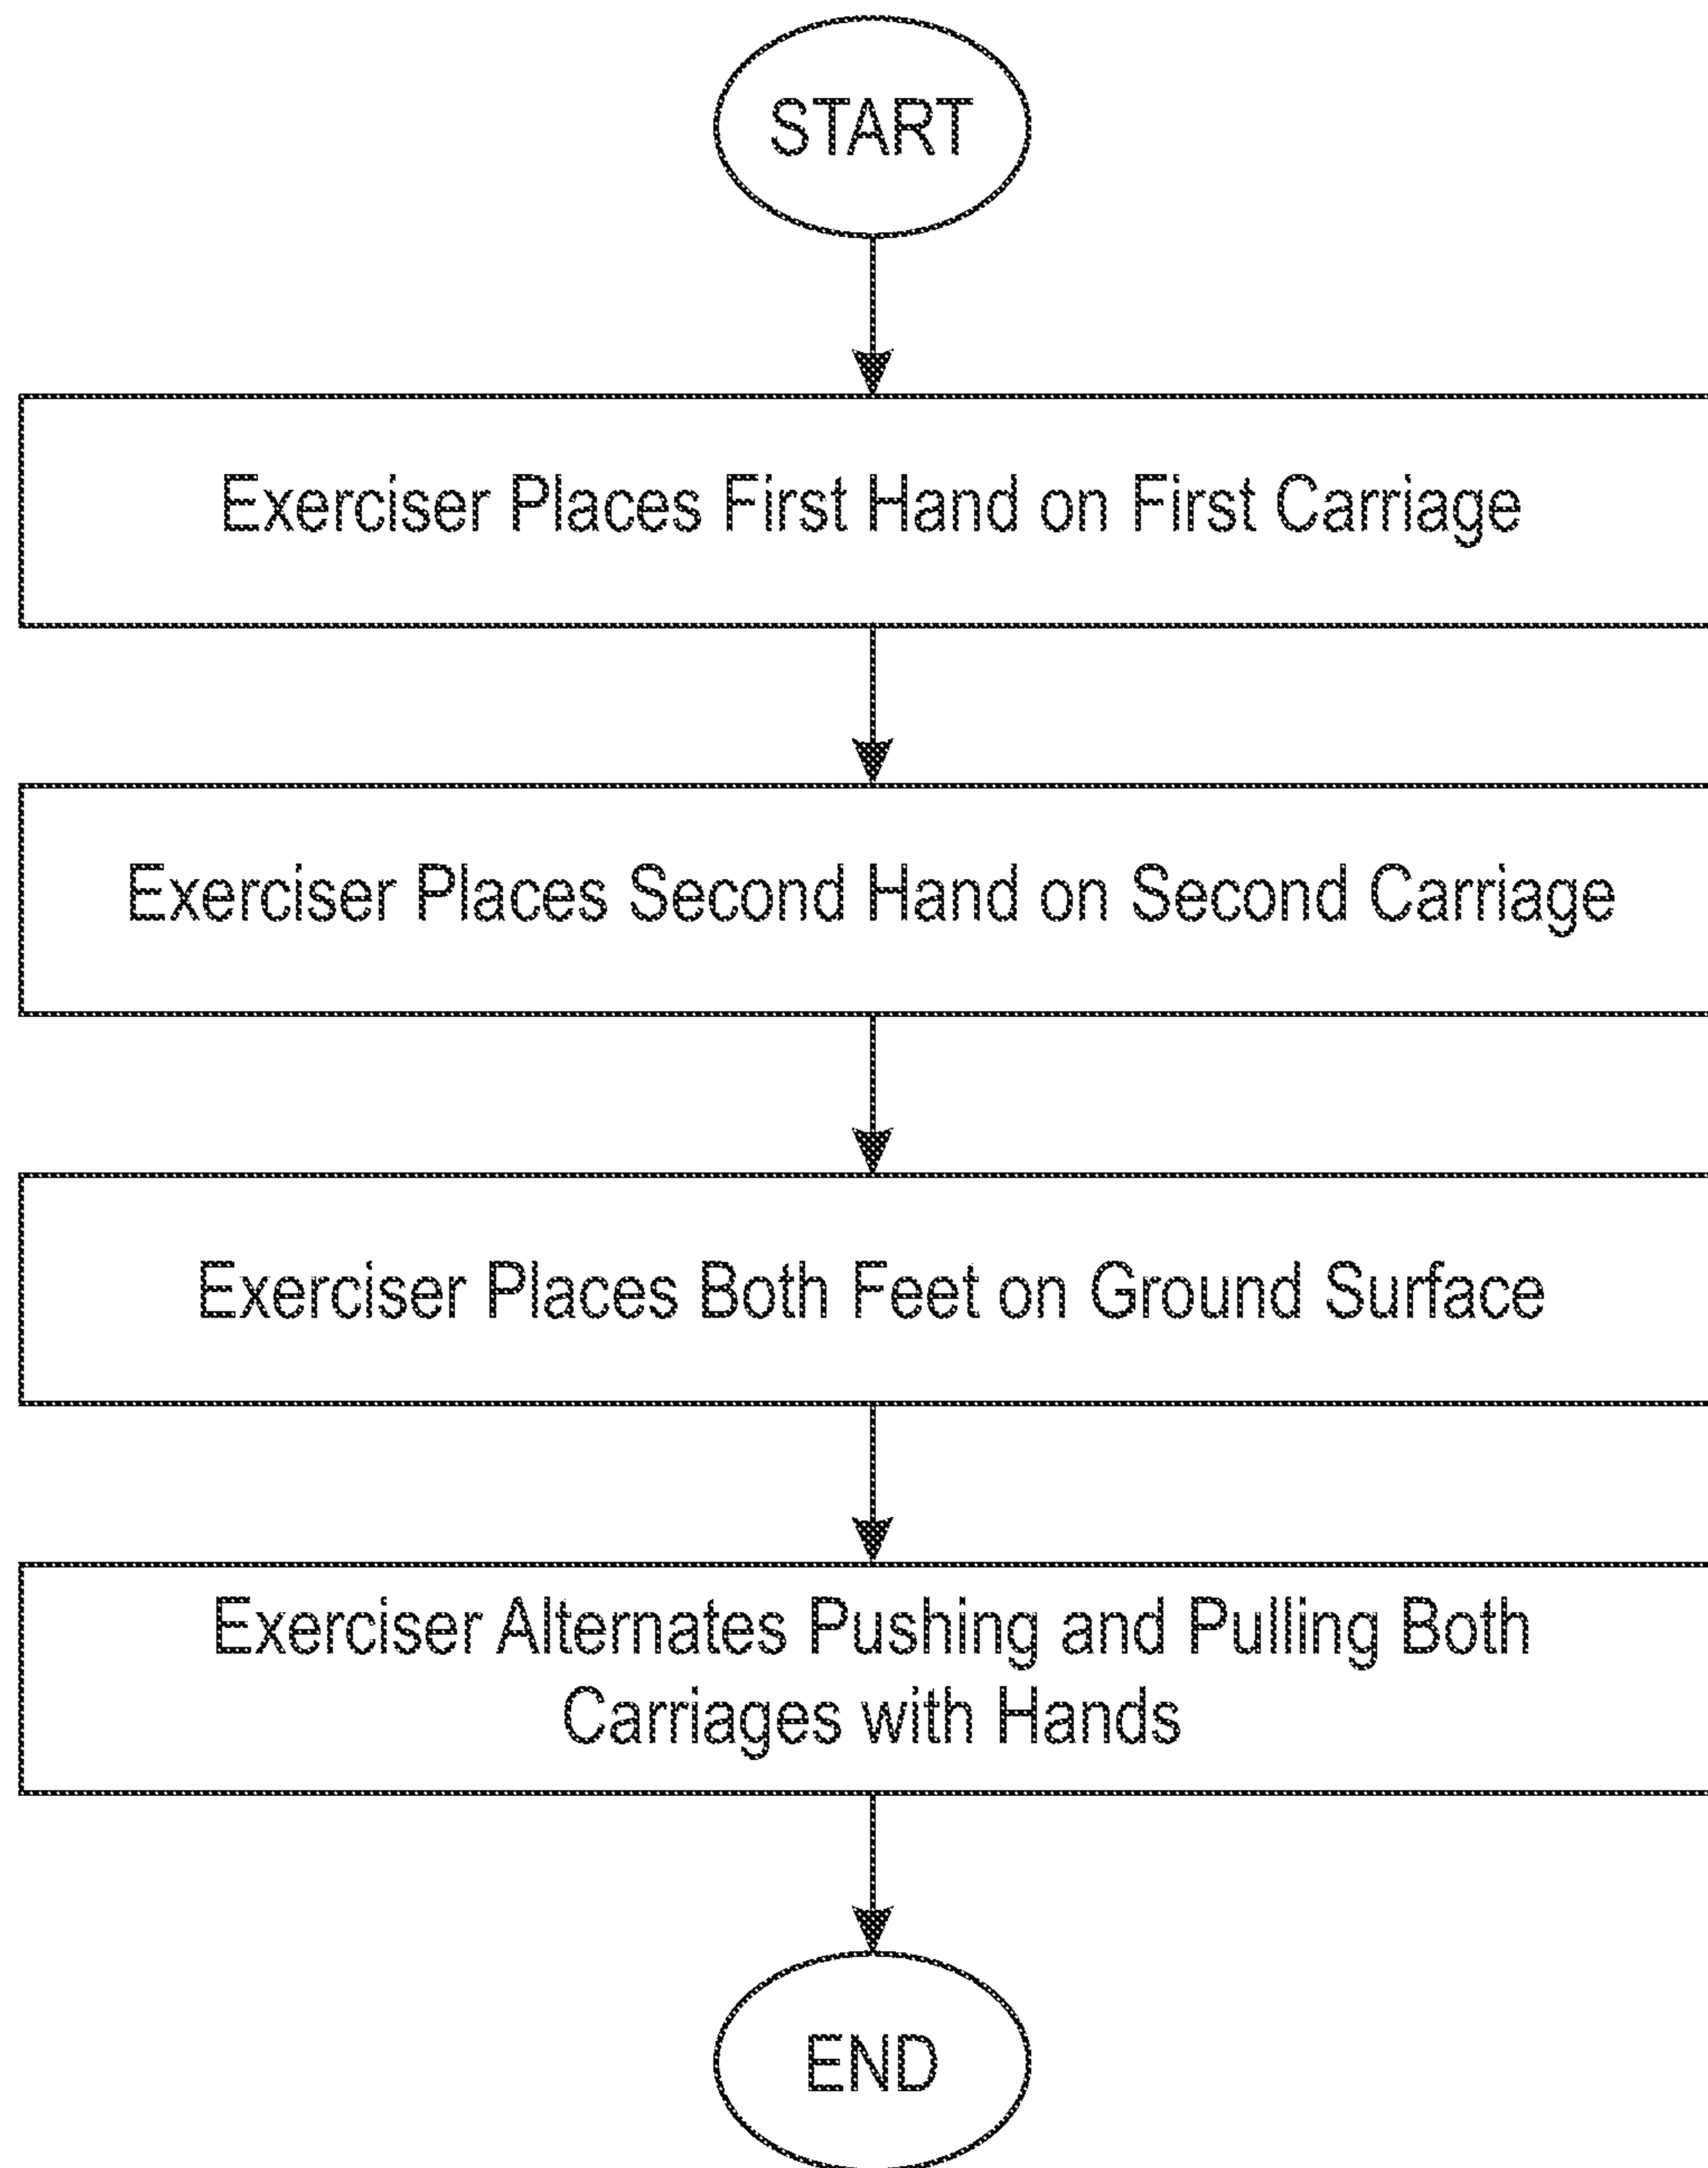 START
Exerciser Places First Hand on First Carriage
Exerciser Places Second Hand on Second Carriage
Exerciser Places Both Feet on Ground Surface
Exerciser Alternates Pushing and Pulling Both
Carriages with Hands
END